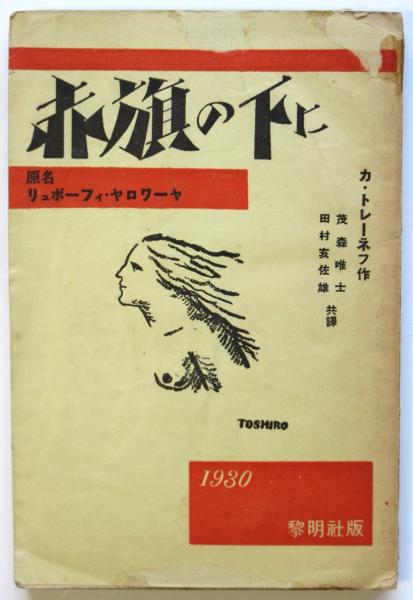 赤旗の下に
原名
リュボーフィ・ヤロワーヤ
カ・トレーネフ作
茂森唯士
田村亥佐雄
共譯
TOSHIRO
1930
黎明社版